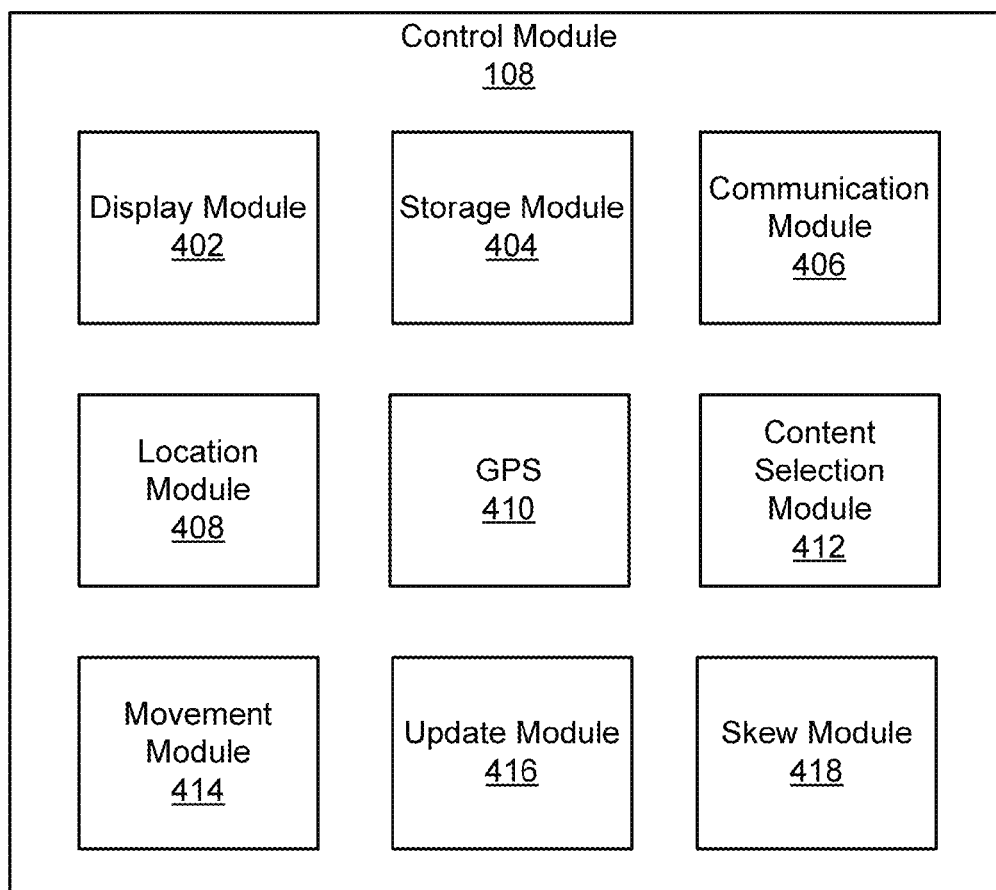 Control Module
108
Display Module
402
Storage Module
404
Communication
Module
406
Location
Module
408
GPS
410
Content
Selection
Module
412
Movement
Module
414
Update Module
416
Skew Module
418